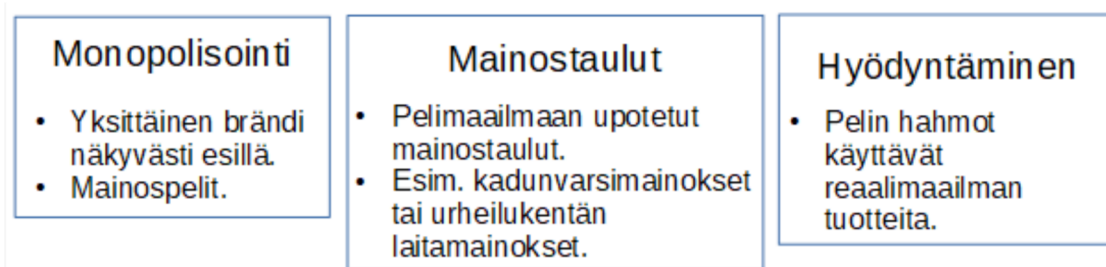 Monopolisointi
• Yksittäinen brändi
näkyvästi esillä.
• Mainospelit.
Mainostaulut
• Pelimaailmaan upotetut
mainostaulut.
• Esim. kadunvarsimainokset
tai urheilukentän
laitamainokset.
Hyödyntäminen
• Pelin hahmot
käyttävät
reaalimaailman
tuotteita.